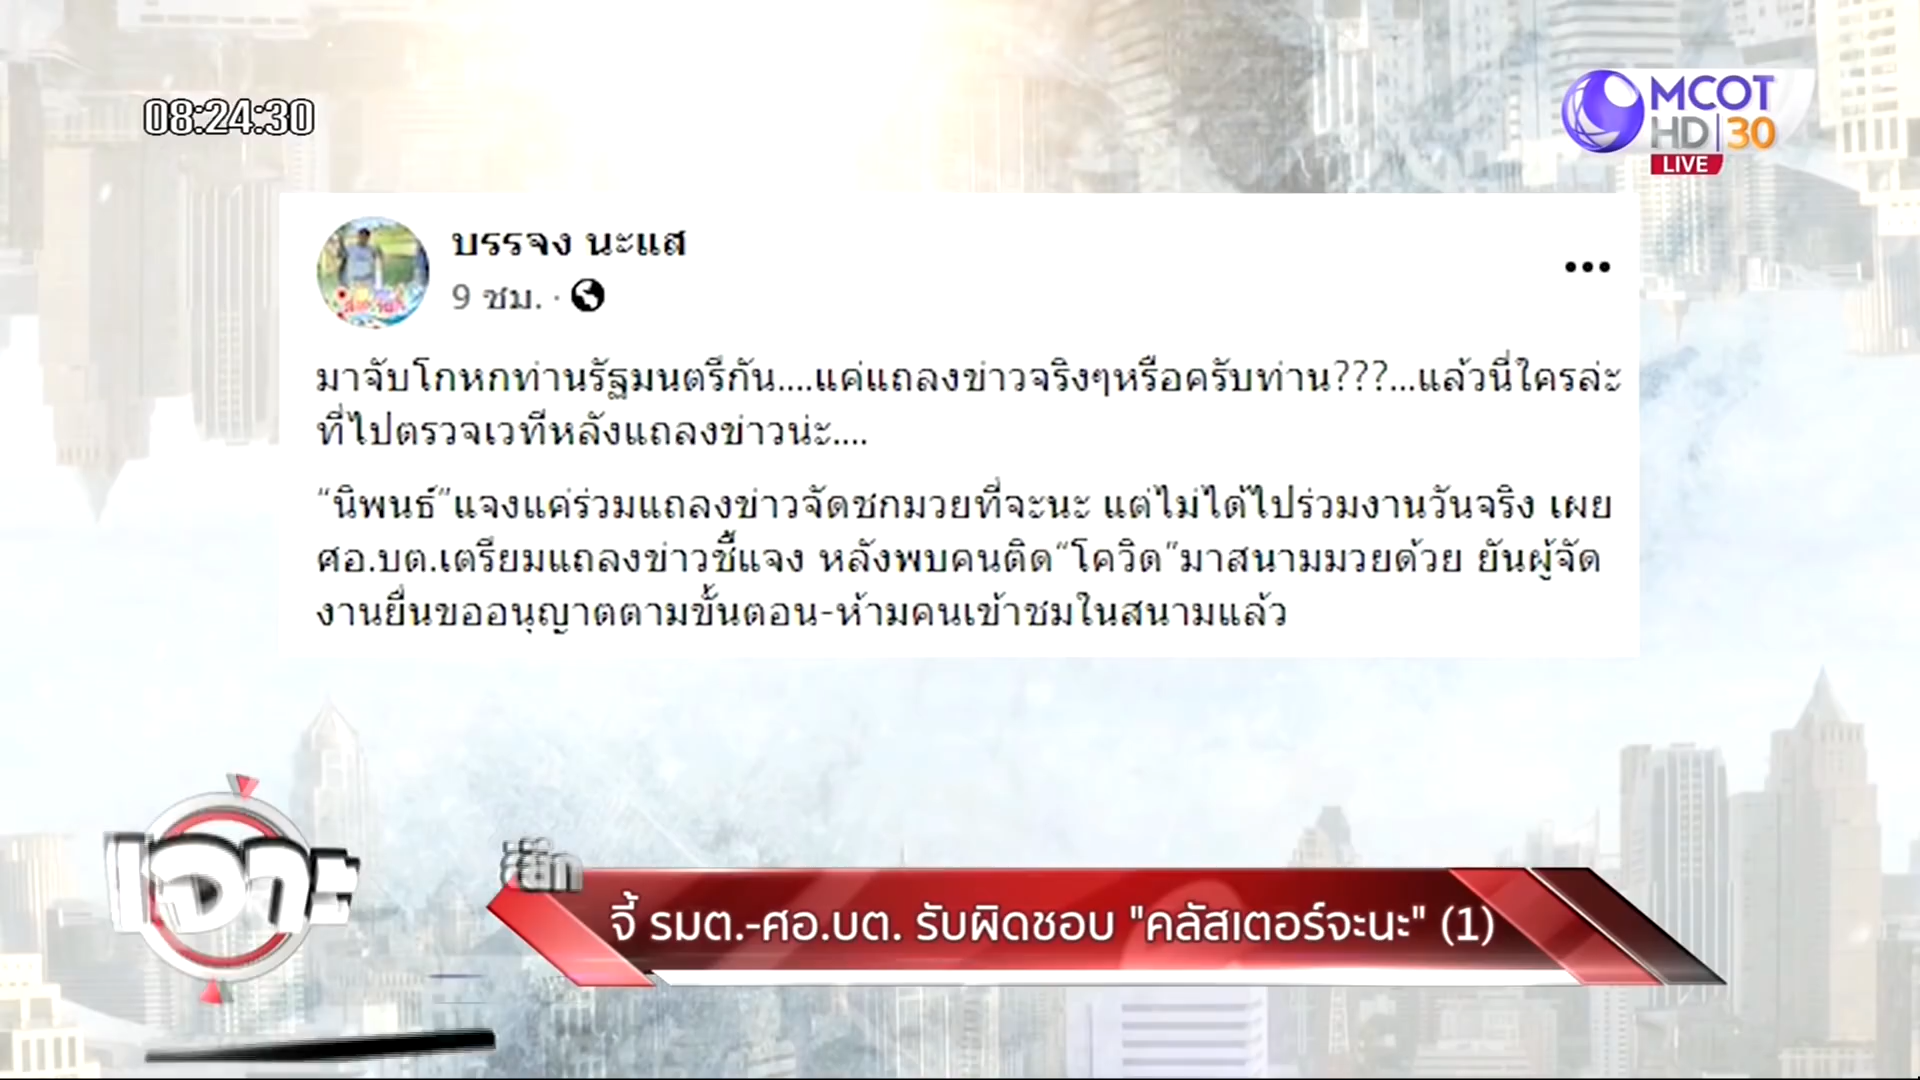 08:24:30
MCOT
HD 30
LIVE
บรรจง นะแส
9 ชม. ·
มาจับโกหกท่านรัฐมนตรีกัน....แค่แถลงข่าวจริงๆหรือครับท่าน???...แล้วนี่ใครล่ะ
ที่ไปตรวจเวทีหลังแถลงข่าวน่ะ....
“นิพนธ์”แจงแค่ร่วมแถลงข่าวจัดชกมวยที่จะนะ แต่ไม่ได้ไปร่วมงานวันจริง เผย
ศอ.บต.เตรียมแถลงข่าวชี้แจง หลังพบคนติด“โควิด”มาสนามมวยด้วย ยันผู้จัด
งานยื่นขออนุญาตตามขั้นตอน-ห้ามคนเข้าชมในสนามแล้ว
เจาะ
ลึก
จี้ รมต.-ศอ.บต. รับผิดชอบ "คลัสเตอร์จะนะ" (1)